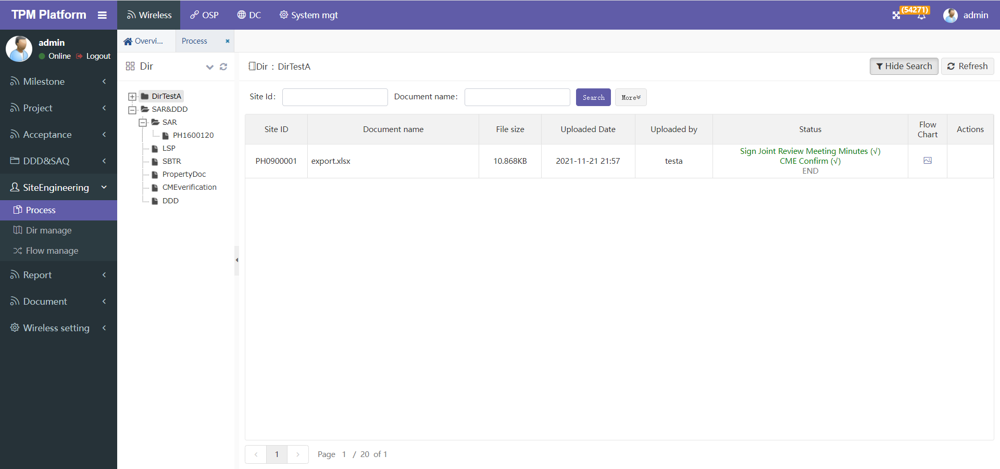 TPM Platform
Wireless
OSP
DC
System mgt
(54271)
admin
admin
Online
Logout
Overvi...
Process
Milestone
Project
Acceptance
DDD&SAQ
SiteEngineering
Process
Dir manage
Flow manage
Report
Document
Wireless setting
Dir
DirTestA
SAR&DDD
SAR
PH1600120
LSP
SBTR
PropertyDoc
CMEverification
DDD
Dir : DirTestA
Hide Search
Refresh
Site Id:
Document name:
Search
More
Site ID
Document name
File size
Uploaded Date
Uploaded by
Status
Flow
Chart
Actions
PH0900001
export.xlsx
10.868KB
2021-11-21 21:57
testa
Sign Joint Review Meeting Minutes (√)
CME Confirm (√)
END
1
Page 1 / 20 of 1